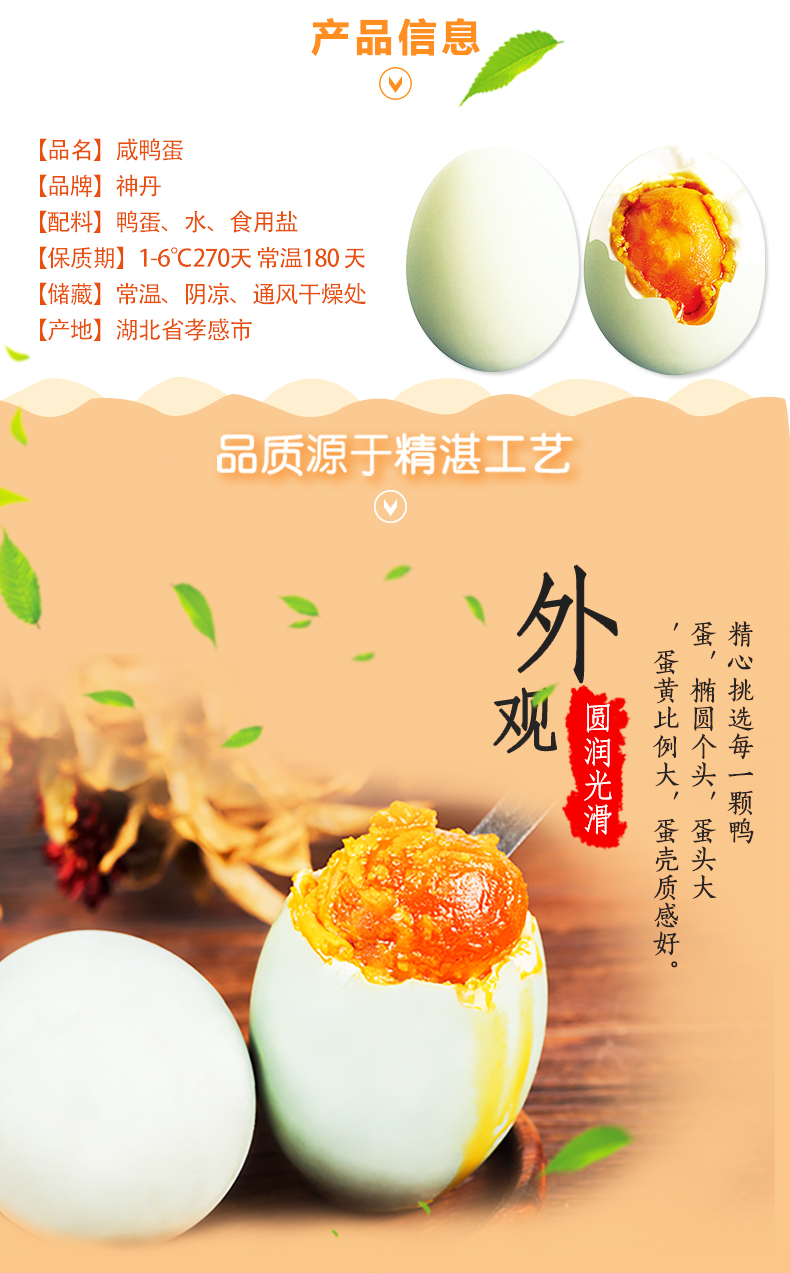 产品信息
【品名】咸鸭蛋
【品牌】神丹
【配料】鸭蛋、水、食用盐
【保质期】1-6℃270天 常温180 天
【储藏】常温、阴凉、通风干燥处
【产地】湖北省孝感市
品质源于精湛工艺
外观
圆润光滑
精心挑选每一颗鸭
蛋，椭圆个头，蛋头大
，蛋黄比例大，蛋壳质感好。